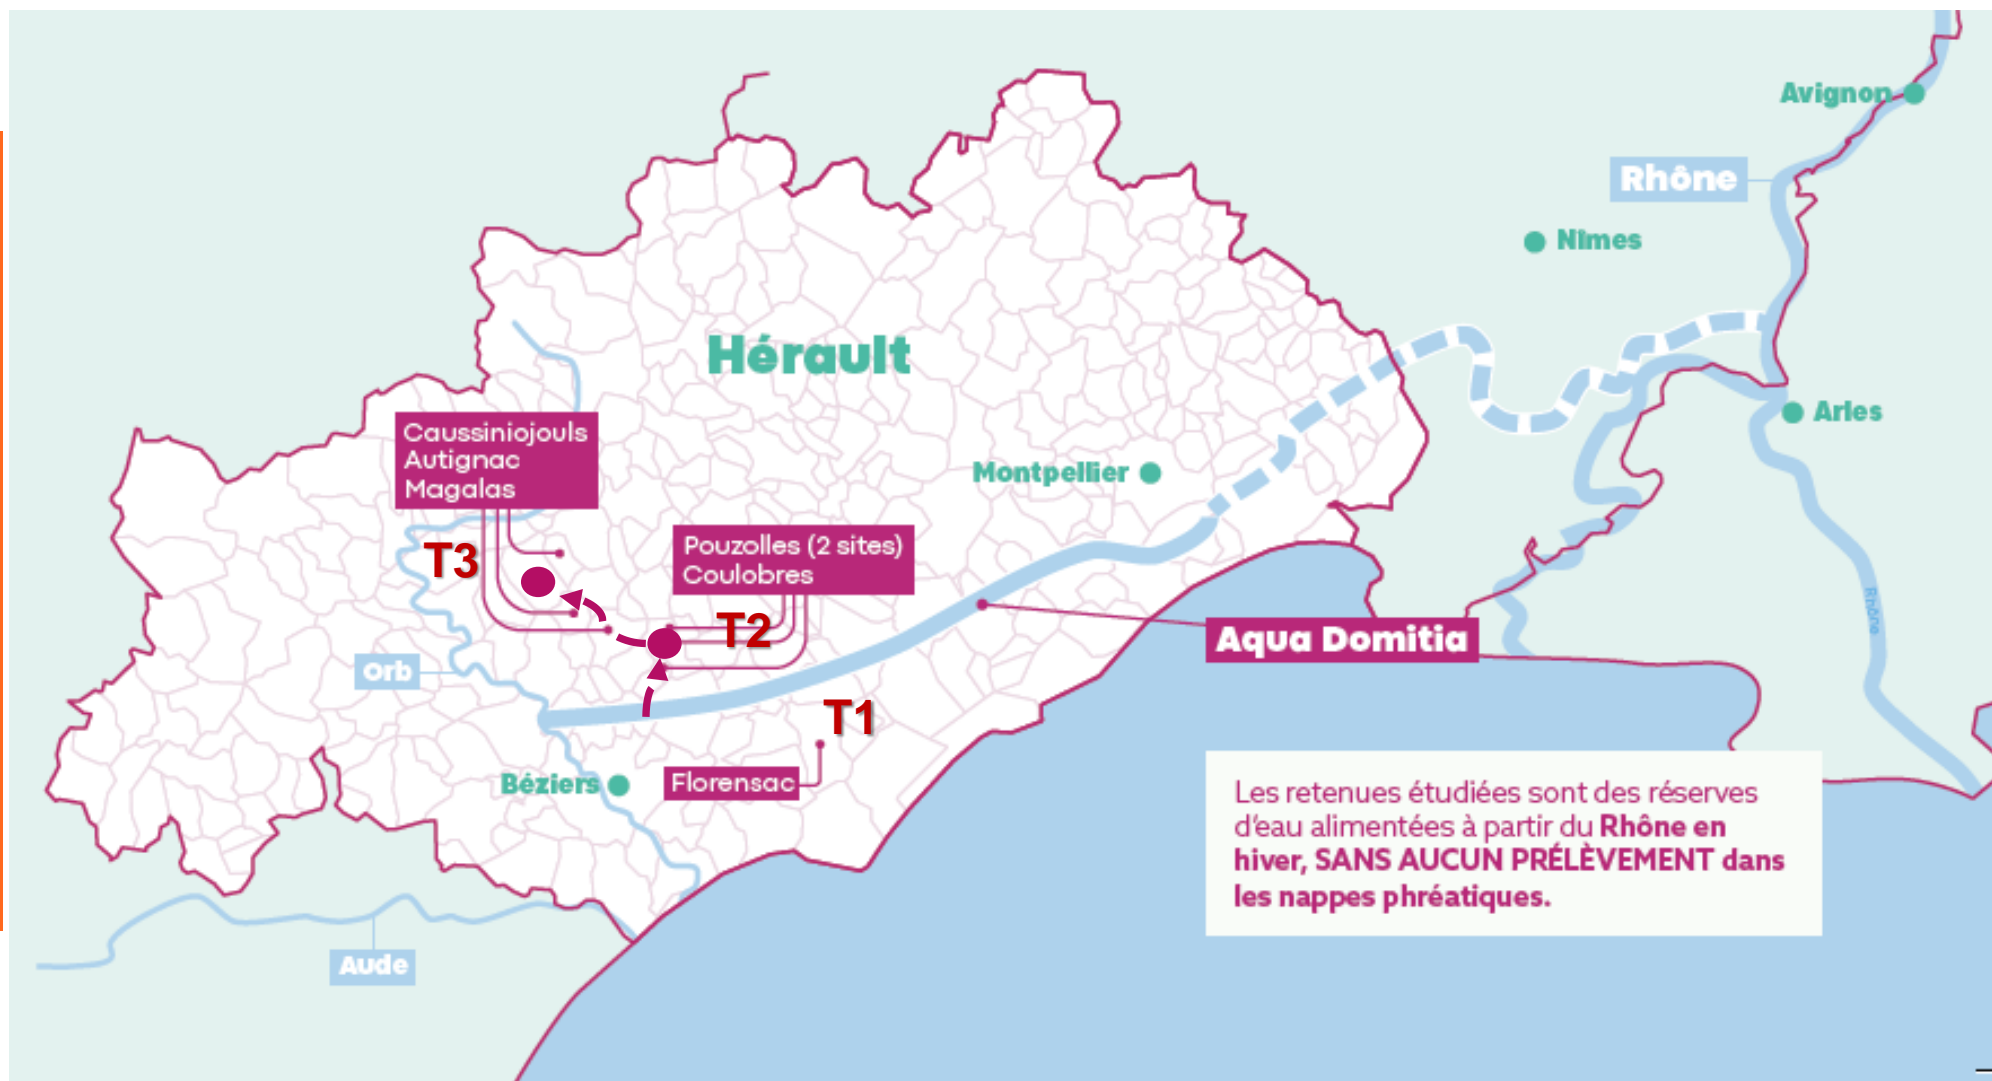 Avignon
Rhône
Nîmes
Hérault
Arles
Caussiniojouls
Autignac
Magalas
Montpellier
T3
Pouzolles (2 sites)
Coulobres
Rhône
T2
Aqua Domitia
Orb
T1
Béziers
Florensac
Les retenues étudiées sont des réserves
d'eau alimentées à partir du Rhône en
hiver, SANS AUCUN PRÉLÈVEMENT dans
les nappes phréatiques.
Aude